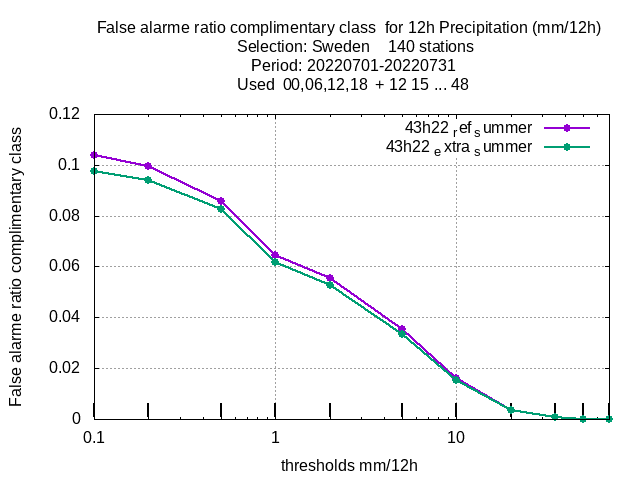 False alarme ratio complimentary class  for 12h Precipitation (mm/12h)
Selection: Sweden    140 stations
Period: 20220701-20220731
Used  00,06,12,18  + 12 15 ... 48
43h22 ref summer
43h22 extra summer
0.12
0.1
0.08
0.06
0.04
0.02
0
False alarme ratio complimentary class
0.1 1 10
thresholds mm/12h